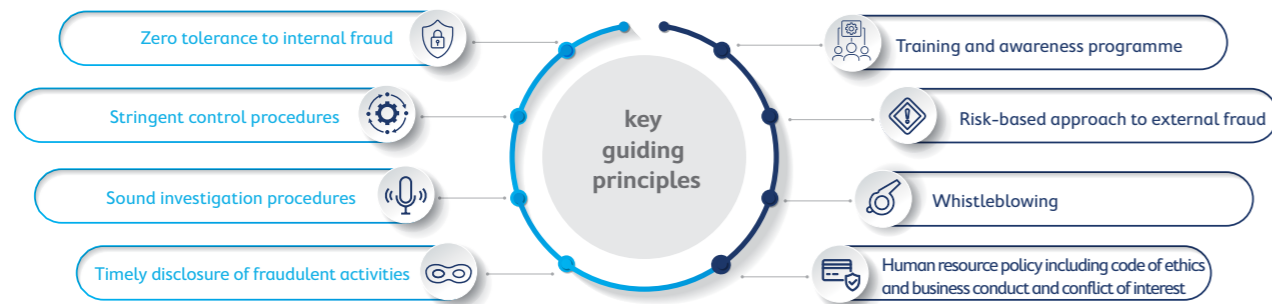 Zero tolerance to internal fraud
Stringent control procedures
Sound investigation procedures
Timely disclosure of fraudulent activities
key
guiding
principles
Training and awareness programme
Risk-based approach to external fraud
Whistleblowing
Human resource policy including code of ethics
and business conduct and conflict of interest